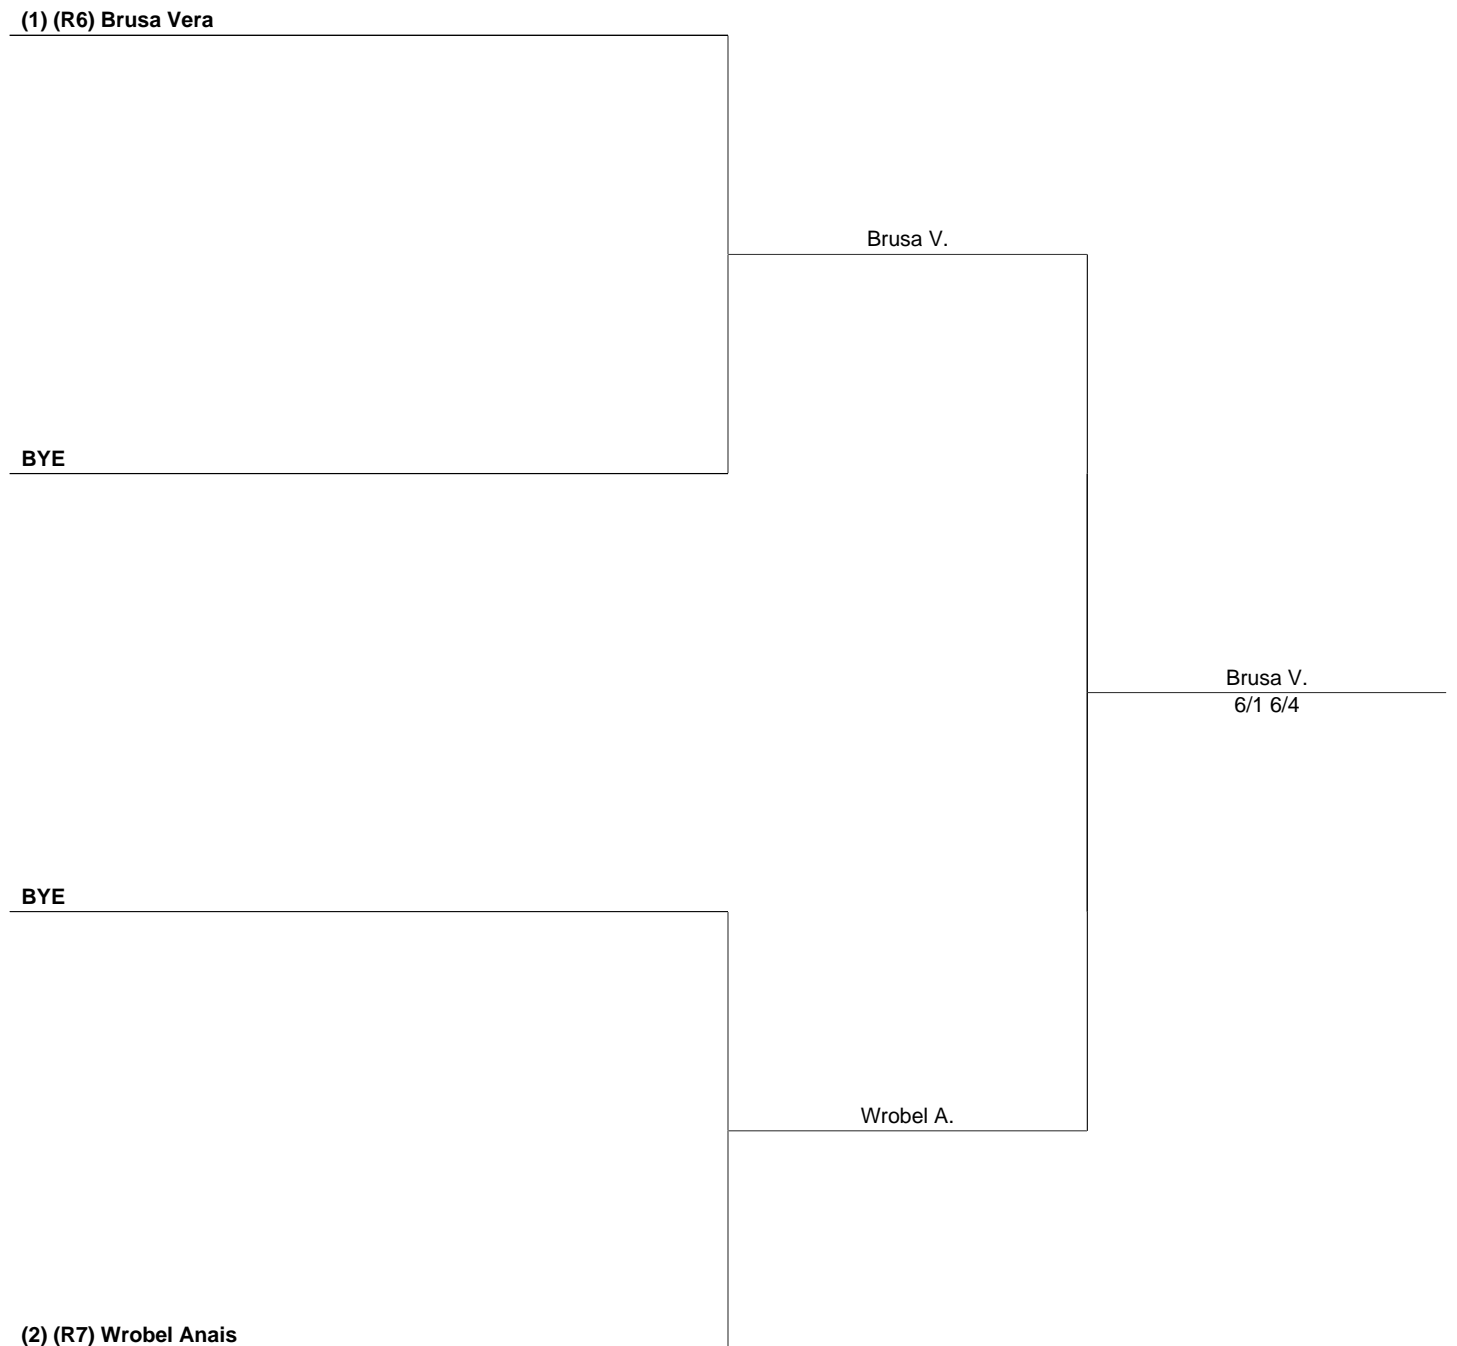 (1) (R6) Brusa Vera
Brusa V.
BYE
Brusa V.
6/1 6/4
BYE
Wrobel A.
(2) (R7) Wrobel Anais